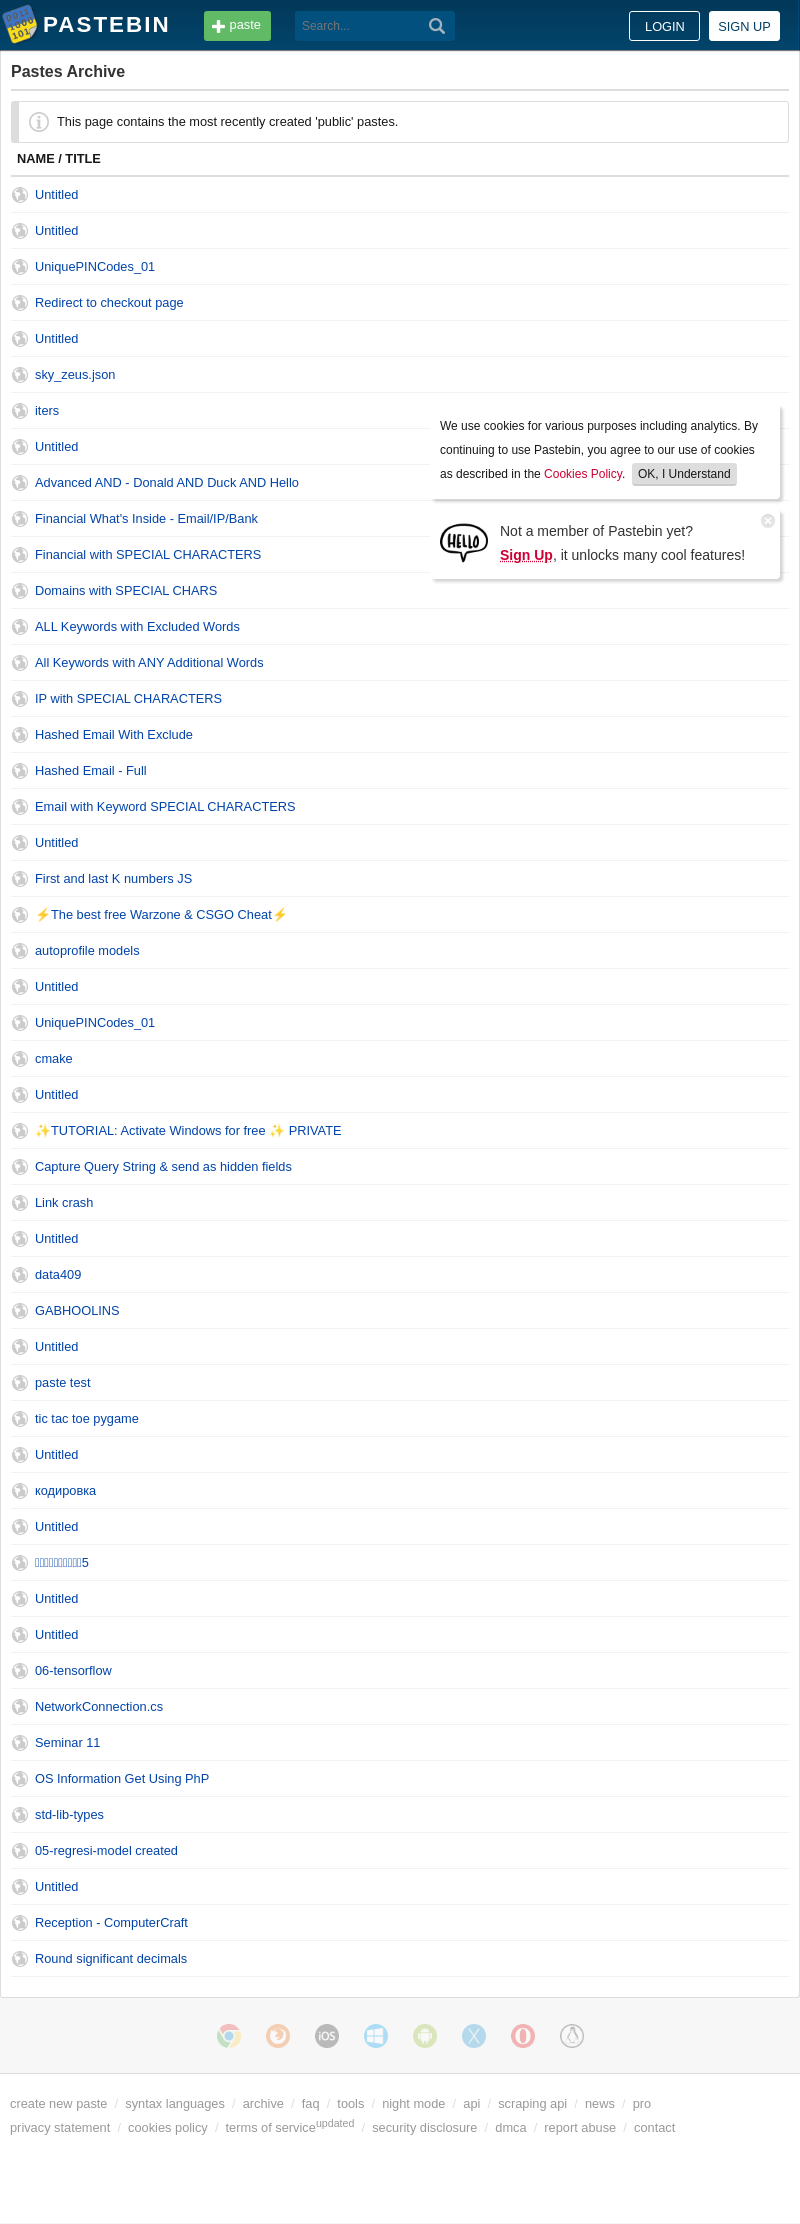 PASTEBIN
paste
Search...
LOGIN
SIGN UP
Pastes Archive
This page contains the most recently created 'public' pastes.
NAME / TITLE
Untitled
Untitled
UniquePINCodes_01
Redirect to checkout page
Untitled
sky_zeus.json
iters
Untitled
Advanced AND - Donald AND Duck AND Hello
Financial What's Inside - Email/IP/Bank
Financial with SPECIAL CHARACTERS
Domains with SPECIAL CHARS
ALL Keywords with Excluded Words
All Keywords with ANY Additional Words
IP with SPECIAL CHARACTERS
Hashed Email With Exclude
Hashed Email - Full
Email with Keyword SPECIAL CHARACTERS
Untitled
First and last K numbers JS
⚡The best free Warzone & CSGO Cheat⚡
autoprofile models
Untitled
UniquePINCodes_01
cmake
Untitled
✨TUTORIAL: Activate Windows for free ✨ PRIVATE
Capture Query String & send as hidden fields
Link crash
Untitled
data409
GABHOOLINS
Untitled
paste test
tic tac toe pygame
Untitled
кодировка
Untitled
5
Untitled
Untitled
06-tensorflow
NetworkConnection.cs
Seminar 11
OS Information Get Using PhP
std-lib-types
05-regresi-model created
Untitled
Reception - ComputerCraft
Round significant decimals
We use cookies for various purposes including analytics. By
continuing to use Pastebin, you agree to our use of cookies
as described in the Cookies Policy. OK, I Understand
HELLO
Not a member of Pastebin yet?
Sign Up, it unlocks many cool features!
iOS
create new paste / syntax languages / archive / faq / tools / night mode / api / scraping api / news / pro
privacy statement / cookies policy / terms of service updated / security disclosure / dmca / report abuse / contact